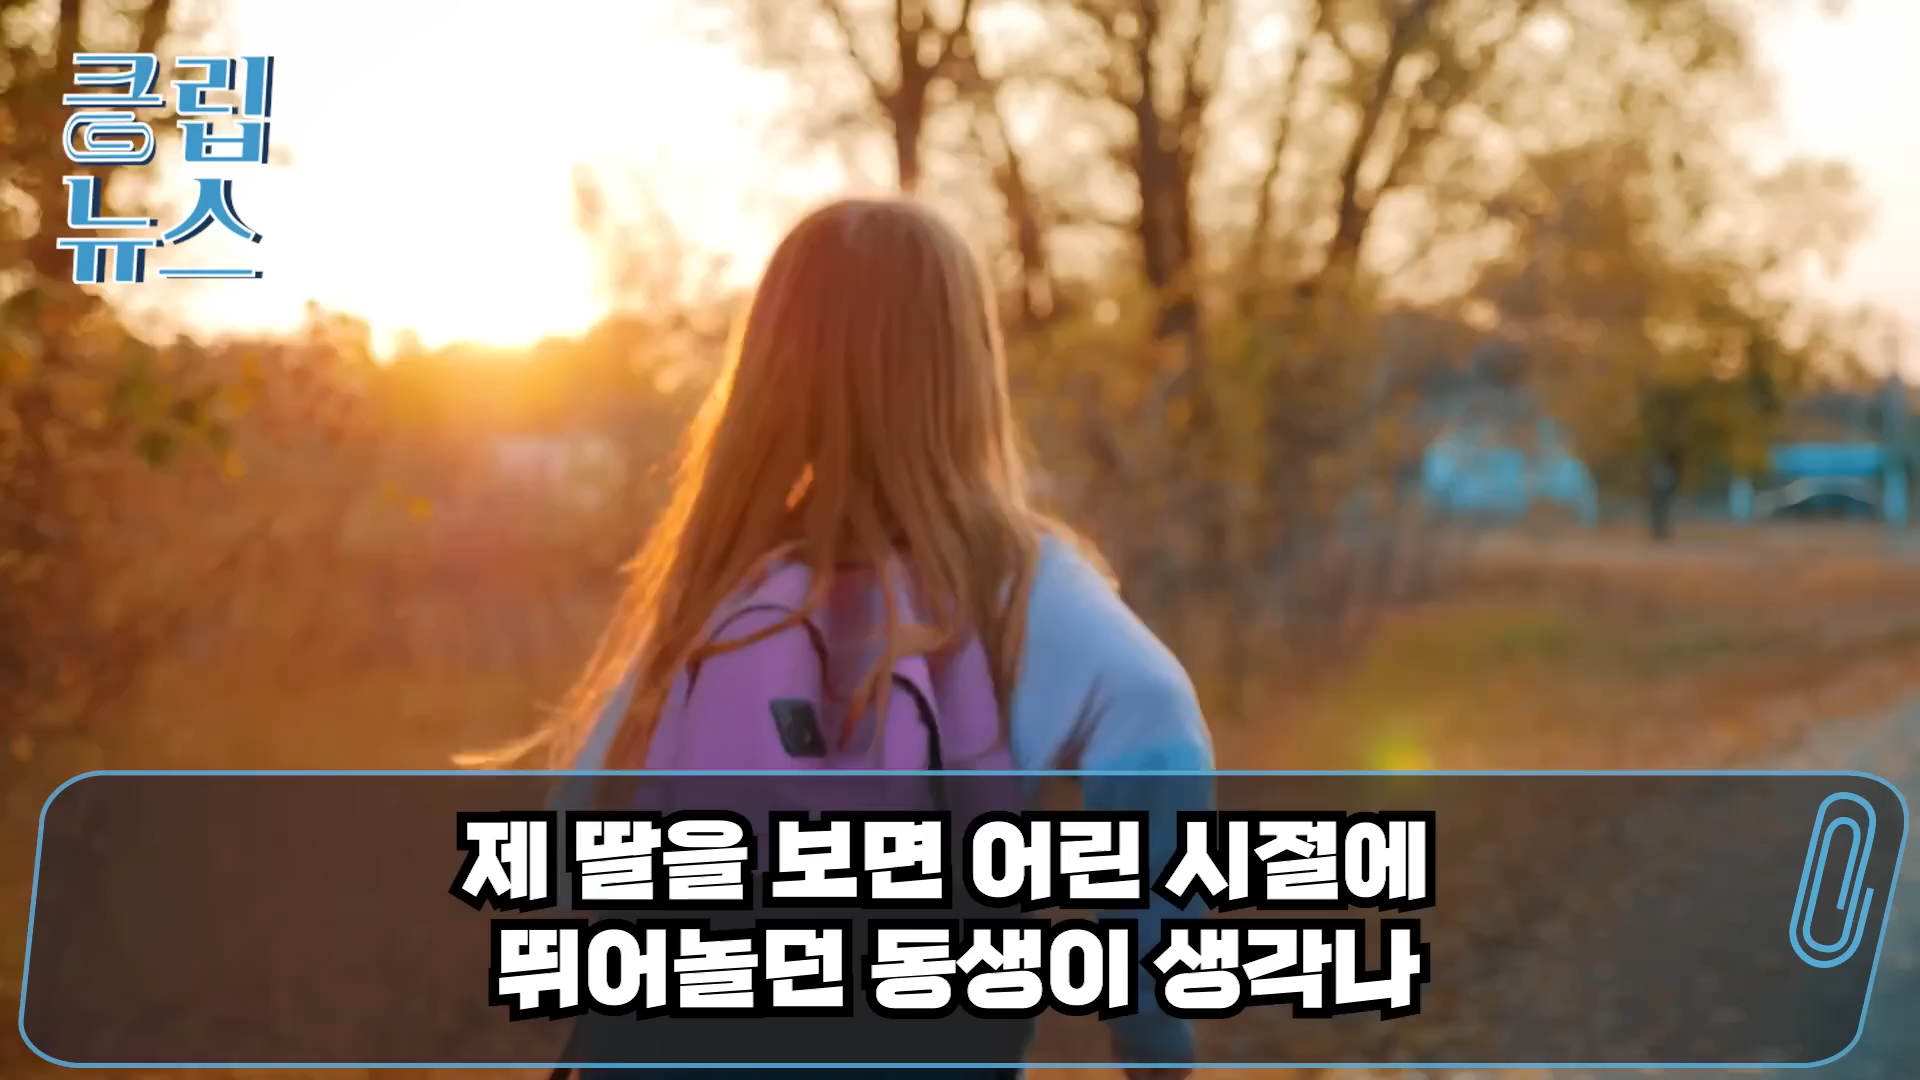 클립
뉴스
제 딸을 보면 어린 시절에
뛰어놀던 동생이 생각나